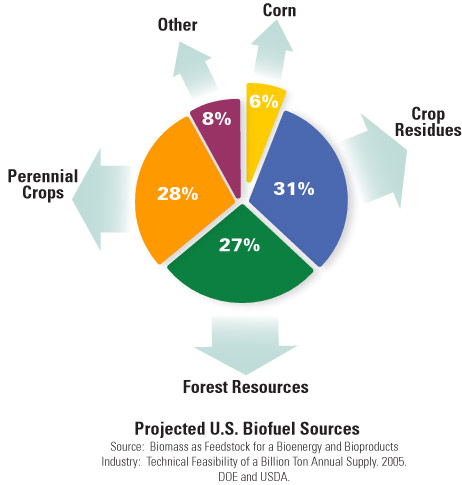 Corn
Other
6%
8%
Crop
Residues
Perennial
Crops
28%
31%
27%
Forest Resources
Projected U.S. Biofuel Sources
Source: Biomass as Feedstock for a Bioenergy and Bioproducts
Industry: Technical Feasibility of a Billion Ton Annual Supply. 2005.
DOE and USDA.